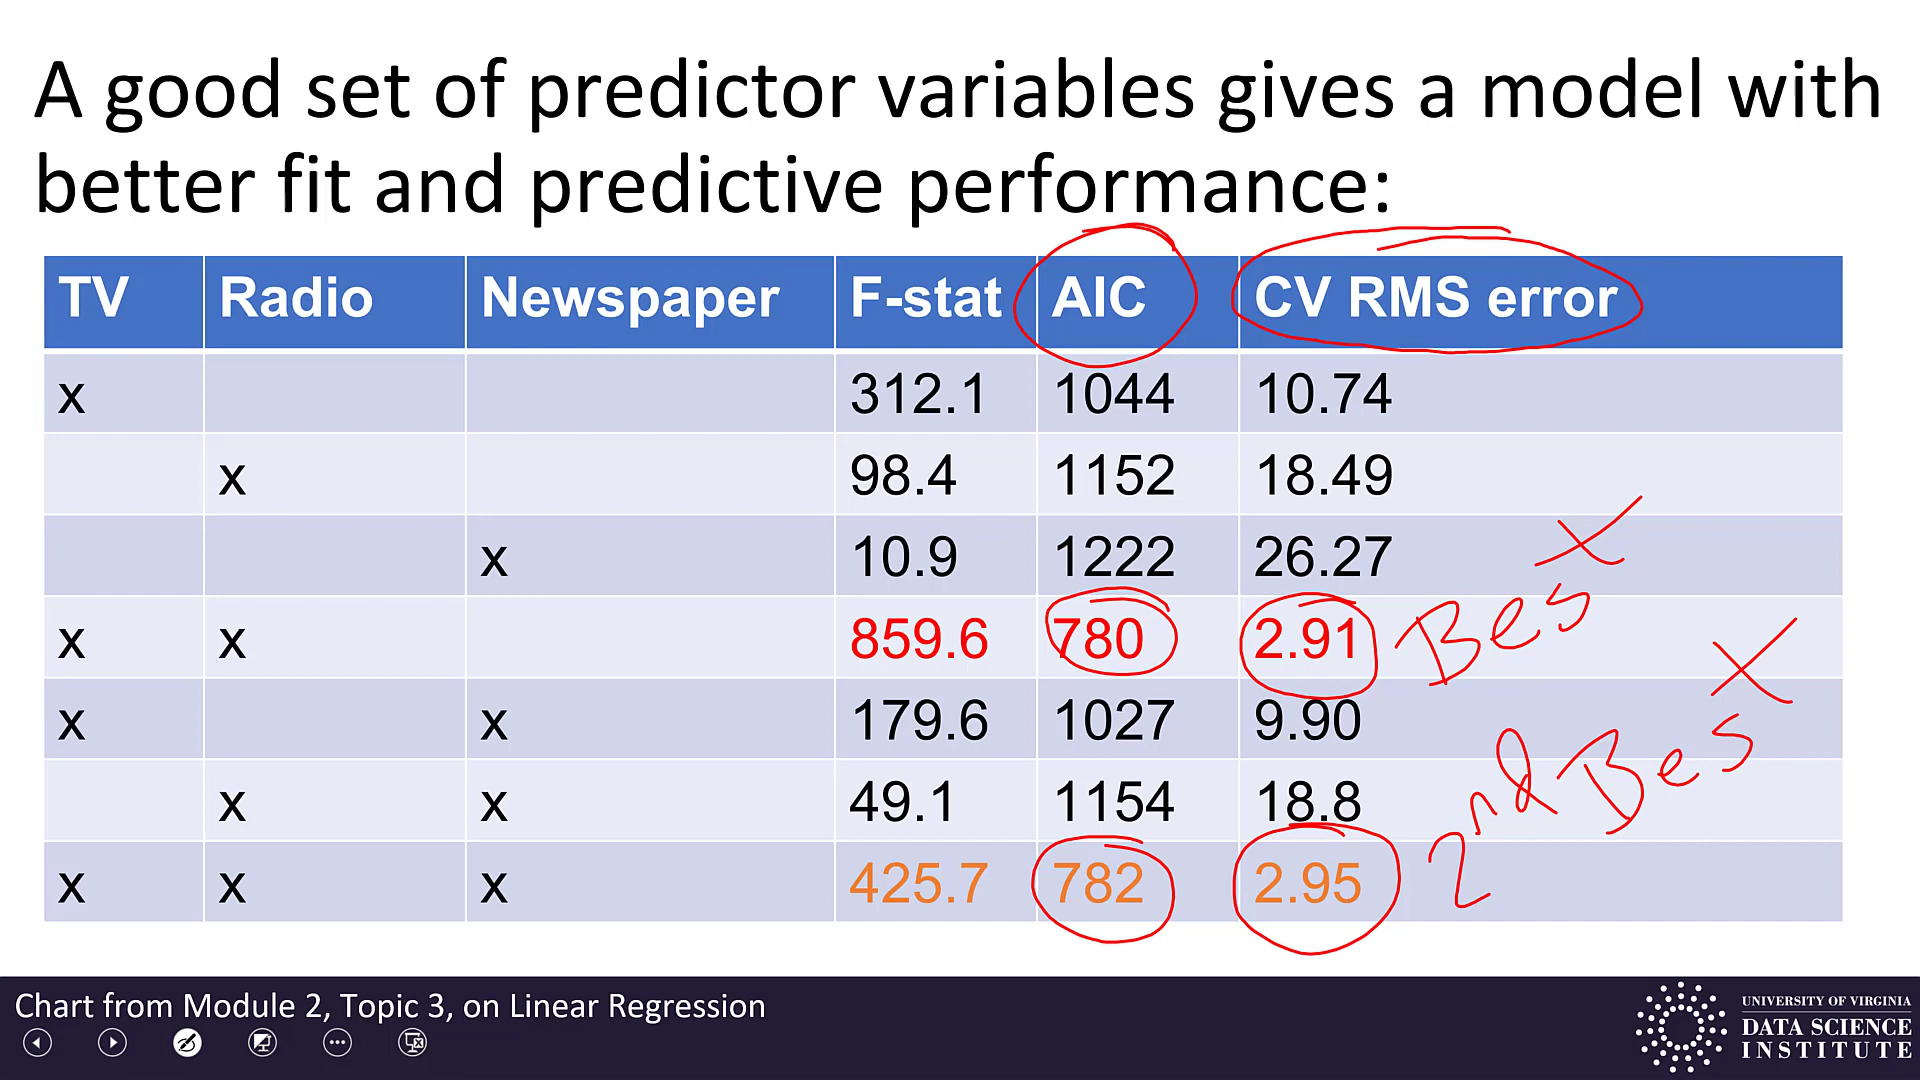 A good set of predictor variables gives a model with
better fit and predictive performance:
TV Radio Newspaper F-stat AIC CV RMS error
x 312.1 1044 10.74
x 98.4 1152 18.49
x 10.9 1222 26.27
x x 859.6 780 2.91 Best
x x 179.6 1027 9.90
x x 49.1 1154 18.8
x x x 425.7 782 2.95 2nd Best
Chart from Module 2, Topic 3, on Linear Regression
UNIVERSITY OF VIRGINIA
DATA SCIENCE
INSTITUTE